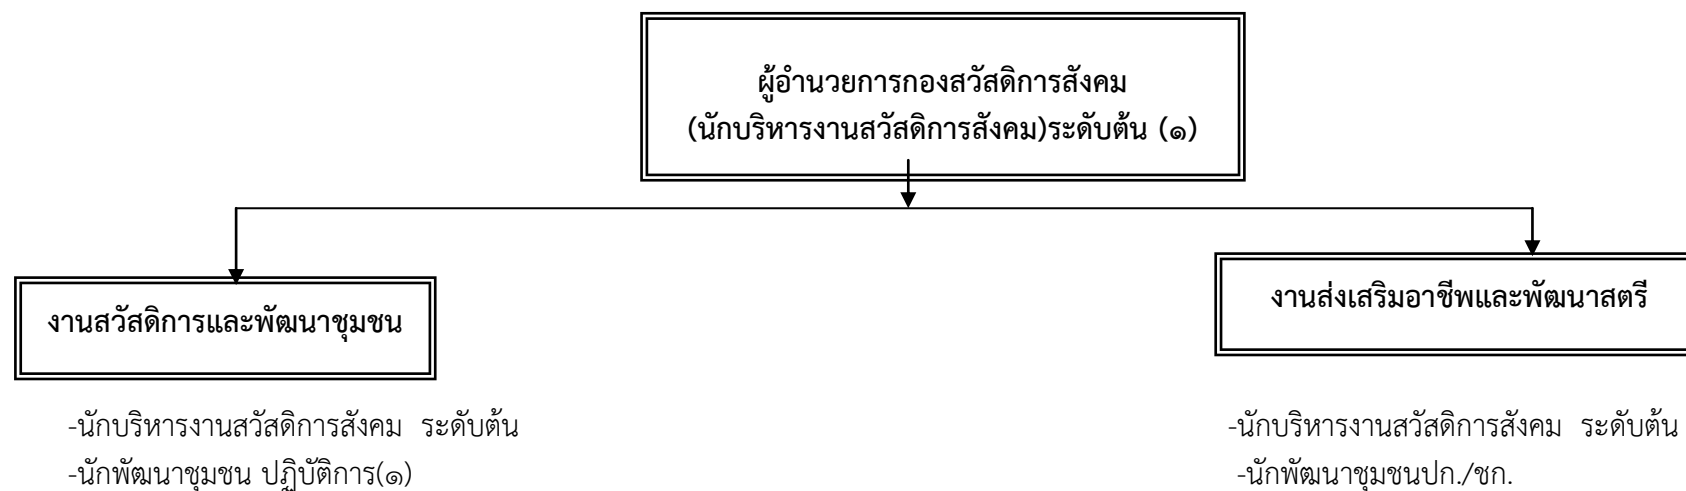 ผู้อำนวยการกองสวัสดิการสังคม
(นักบริหารงานสวัสดิการสังคม)ระดับต้น (๑)
งานสวัสดิการและพัฒนาชุมชน
-นักบริหารงานสวัสดิการสังคม ระดับต้น
-นักพัฒนาชุมชน ปฏิบัติการ(๑)
งานส่งเสริมอาชีพและพัฒนาสตรี
-นักบริหารงานสวัสดิการสังคม ระดับต้น
-นักพัฒนาชุมชนปก./ชก.